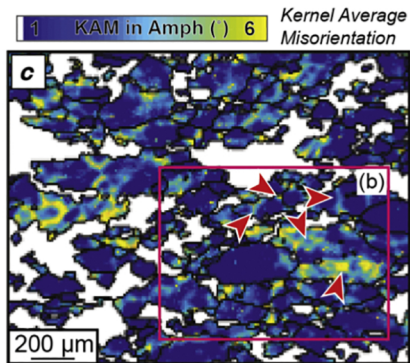 1 KAM in Amph (°) 6
Kernel Average
Misorientation
c
(b)
200 µm